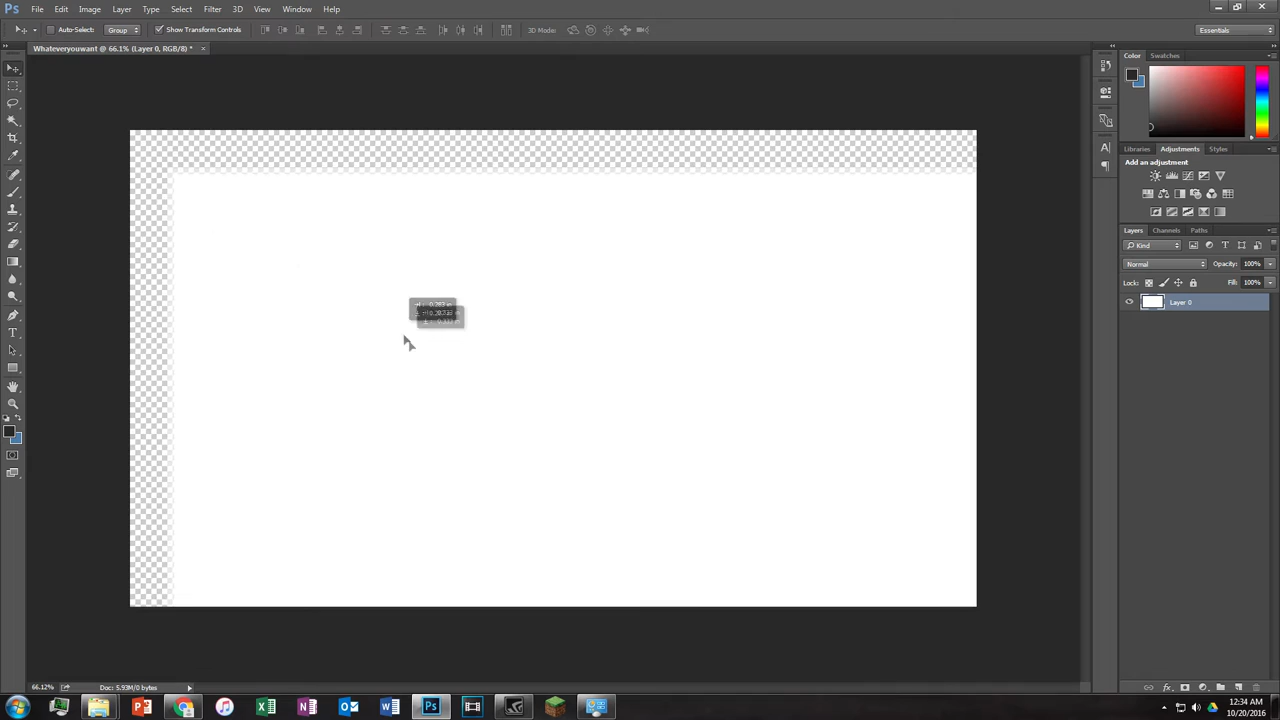 Ps File Edit Image Layer Type Select Filter 3D View Window Help
Auto-Select: Group Show Transform Controls 3D Mode: Essentials
Whateveryouwant @ 66.1% (Layer 0, RGB/8) * ×
Color Swatches
Libraries Adjustments Styles
Add an adjustment
Layers Channels Paths
Kind
Normal Opacity: 100%
Lock: Fill: 100%
Layer 0
66.12% Doc: 5.93M/0 bytes
12:34 AM
10/20/2016